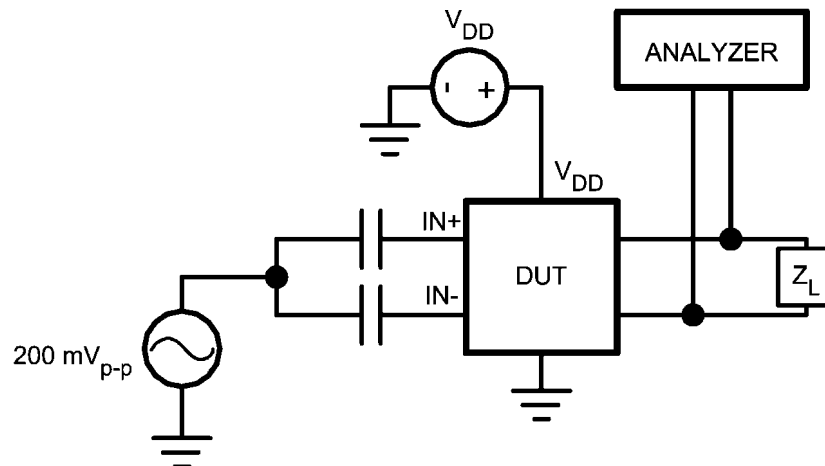 V_DD
ANALYZER
- +
V_DD
IN+
DUT
Z_L
IN-
200 mV_p-p